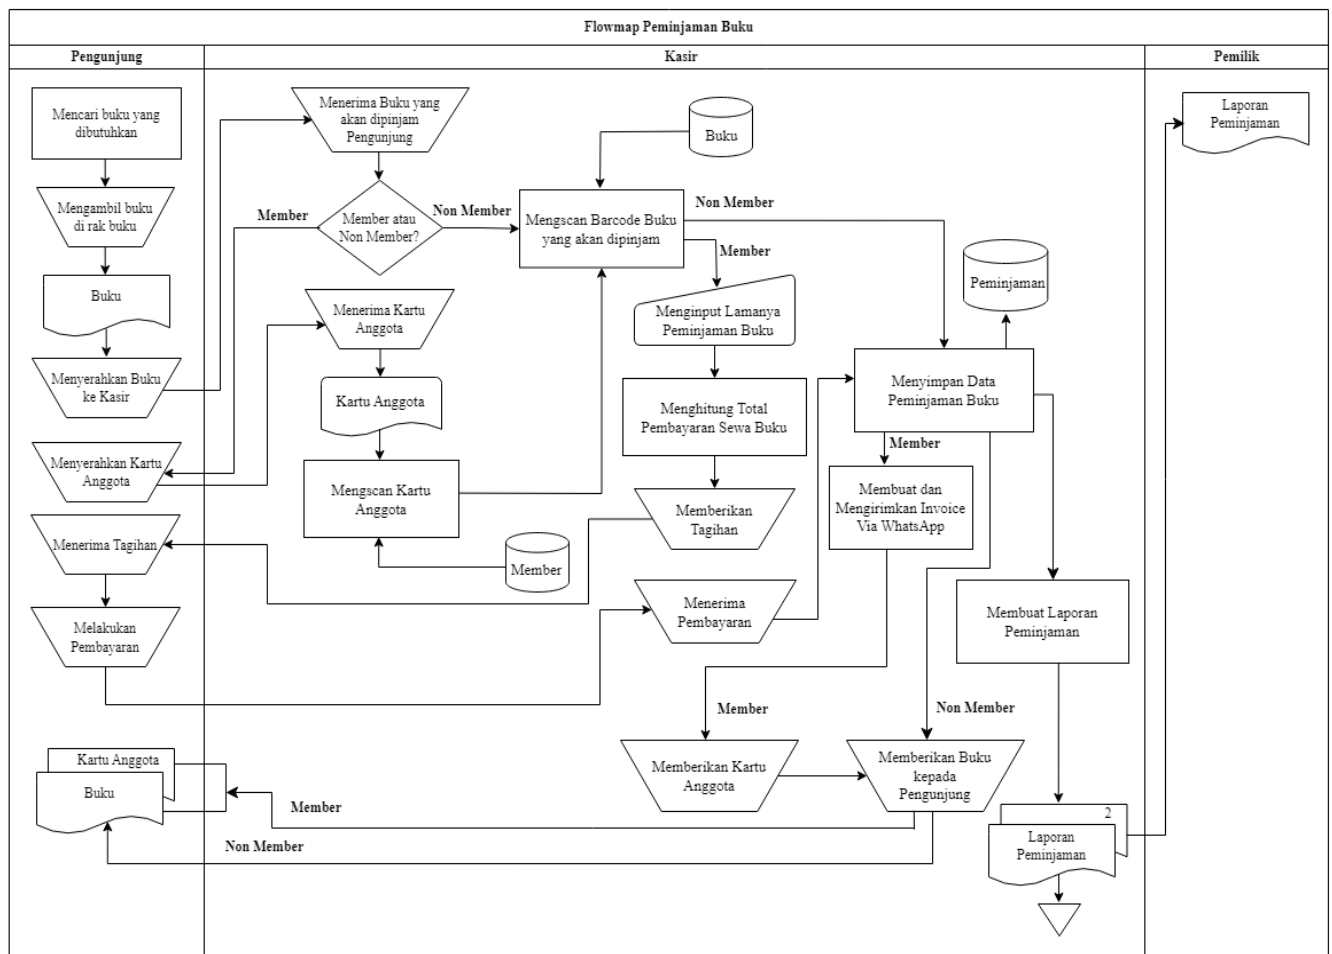 Flowmap Peminjaman Buku
Pengunjung
Kasir
Pemilik
Mencari buku yang
dibutuhkan
Mengambil buku
di rak buku
Buku
Menyerahkan Buku
ke Kasir
Menyerahkan Kartu
Anggota
Menerima Tagihan
Melakukan
Pembayaran
Kartu Anggota
Buku
Menerima Buku yang
akan dipinjam
Pengunjung
Member atau
Non Member?
Member
Non Member
Menerima Kartu
Anggota
Kartu Anggota
Mengscan Kartu
Anggota
Member
Buku
Mengscan Barcode Buku
yang akan dipinjam
Non Member
Member
Menginput Lamanya
Peminjaman Buku
Menghitung Total
Pembayaran Sewa Buku
Memberikan
Tagihan
Menerima
Pembayaran
Peminjaman
Menyimpan Data
Peminjaman Buku
Member
Membuat dan
Mengirimkan Invoice
Via WhatsApp
Membuat Laporan
Peminjaman
Member
Non Member
Memberikan Kartu
Anggota
Memberikan Buku
kepada
Pengunjung
Member
Non Member
2
Laporan
Peminjaman
Laporan
Peminjaman